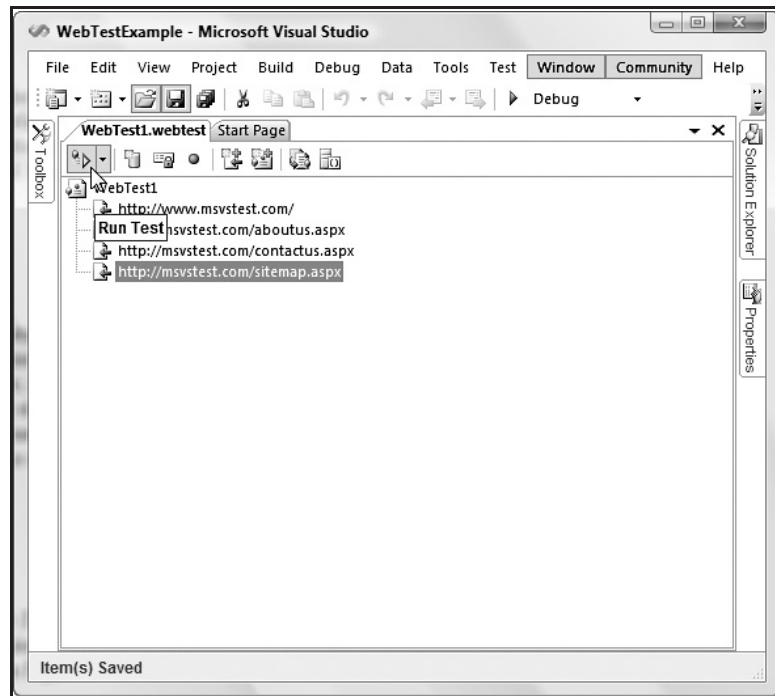 WebTestExample - Microsoft Visual Studio
File Edit View Project Build Debug Data Tools Test Window Community Help
Debug
WebTest1.webtest Start Page
Toolbox
Solution Explorer
Properties
WebTest1
http://www.msvstest.com/
Run Test
msvstest.com/aboutus.aspx
http://msvstest.com/contactus.aspx
http://msvstest.com/sitemap.aspx
Item(s) Saved